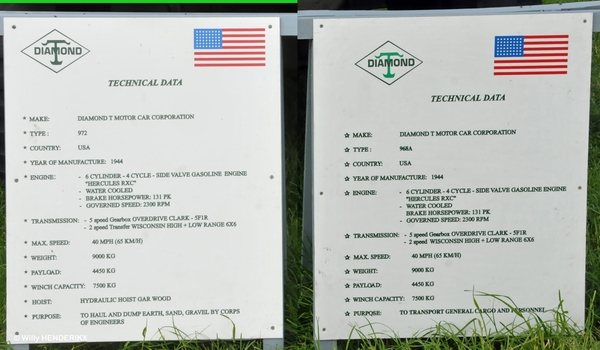 DIAMOND
T
TECHNICAL DATA
* MAKE: DIAMOND T MOTOR CAR CORPORATION
* TYPE : 972
* COUNTRY: USA
* YEAR OF MANUFACTURE: 1944
* ENGINE: - 6 CYLINDER - 4 CYCLE - SIDE VALVE GASOLINE ENGINE
"HERCULES RXC"
- WATER COOLED
- BRAKE HORSEPOWER: 131 PK
- GOVERNED SPEED: 2300 RPM
* TRANSMISSION: - 5 speed Gearbox OVERDRIVE CLARK - 5F1R
- 2 speed Transfer WISCONSIN HIGH + LOW RANGE 6X6
* MAX. SPEED: 40 MPH (65 KM/H)
* WEIGHT: 9000 KG
* PAYLOAD: 4450 KG
* WINCH CAPACITY: 7500 KG
* HOIST: HYDRAULIC HOIST GAR WOOD
* PURPOSE: TO HAUL AND DUMP EARTH, SAND, GRAVEL BY CORPS
OF ENGINEERS
© Willy HENDERIKX
DIAMOND
T
TECHNICAL DATA
☆ MAKE: DIAMOND T MOTOR CAR CORPORATION
☆ TYPE : 968A
☆ COUNTRY: USA
☆ YEAR OF MANUFACTURE: 1944
☆ ENGINE: - 6 CYLINDER - 4 CYCLE - SIDE VALVE GASOLINE ENGINE
"HERCULES RXC"
- WATER COOLED
BRAKE HORSEPOWER: 131 PK
- GOVERNED SPEED: 2300 RPM
☆ TRANSMISSION: - 5 speed Gearbox OVERDRIVE CLARK - 5F1R
- 2 speed WISCONSIN HIGH + LOW RANGE 6X6
☆ MAX. SPEED: 40 MPH (65 KM/H)
☆ WEIGHT: 9000 KG
☆ PAYLOAD: 4450 KG
☆ WINCH CAPACITY: 7500 KG
☆ PURPOSE: TO TRANSPORT GENERAL CARGO AND PERSONNEL